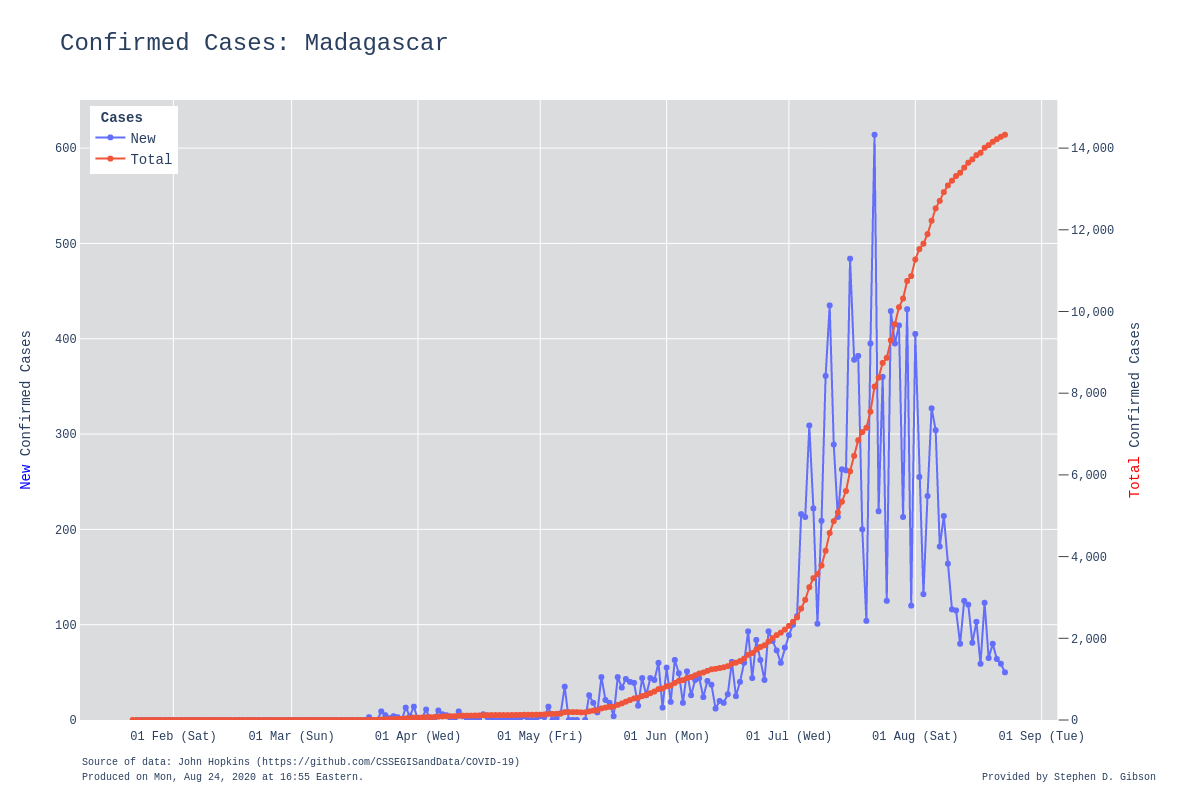 Confirmed Cases: Madagascar
Cases
New
Total
600
500
400
300
200
100
0
14,000
12,000
10,000
8,000
6,000
4,000
2,000
0
New Confirmed Cases
Total Confirmed Cases
01 Feb (Sat) 01 Mar (Sun) 01 Apr (Wed) 01 May (Fri) 01 Jun (Mon) 01 Jul (Wed) 01 Aug (Sat) 01 Sep (Tue)
Source of data: John Hopkins (https://github.com/CSSEGISandData/COVID-19)
Produced on Mon, Aug 24, 2020 at 16:55 Eastern.
Provided by Stephen D. Gibson